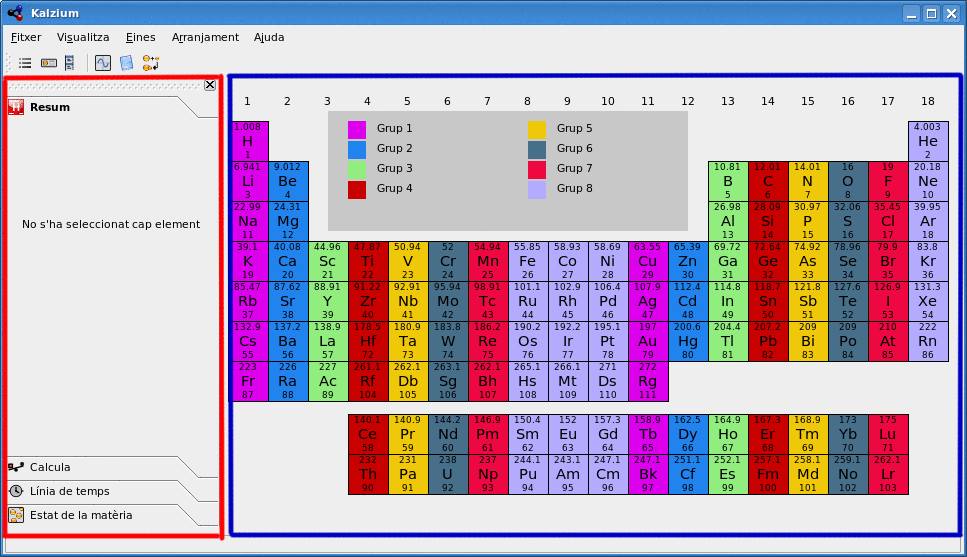 Kalzium
Fitxer Visualitza Eines Arranjament Ajuda
Resum
No s'ha seleccionat cap element
Calcula
Línia de temps
Estat de la matèria
1 2 3 4 5 6 7 8 9 10 11 12 13 14 15 16 17 18
Grup 1 Grup 5
Grup 2 Grup 6
Grup 3 Grup 7
Grup 4 Grup 8
1.008 4.003
H He
1 2
6.941 9.012 10.81 12.01 14.01 16 19 20.18
Li Be B C N O F Ne
3 4 5 6 7 8 9 10
22.99 24.31 26.98 28.09 30.97 32.06 35.45 39.95
Na Mg Al Si P S Cl Ar
11 12 13 14 15 16 17 18
39.1 40.08 44.96 47.87 50.94 52 54.94 55.85 58.93 58.69 63.55 65.39 69.72 72.64 74.92 78.96 79.9 83.8
K Ca Sc Ti V Cr Mn Fe Co Ni Cu Zn Ga Ge As Se Br Kr
19 20 21 22 23 24 25 26 27 28 29 30 31 32 33 34 35 36
85.47 87.62 88.91 91.22 92.91 95.94 98.91 101.1 102.9 106.4 107.9 112.4 114.8 118.7 121.8 127.6 126.9 131.3
Rb Sr Y Zr Nb Mo Tc Ru Rh Pd Ag Cd In Sn Sb Te I Xe
37 38 39 40 41 42 43 44 45 46 47 48 49 50 51 52 53 54
132.9 137.2 138.9 178.5 180.9 183.8 186.2 190.2 192.2 195.1 197 200.6 204.4 207.2 209 209 210 222
Cs Ba La Hf Ta W Re Os Ir Pt Au Hg Tl Pb Bi Po At Rn
55 56 57 72 73 74 75 76 77 78 79 80 81 82 83 84 85 86
223 226 227 261.1 262.1 263.1 262.1 265.1 266.1 271 272
Fr Ra Ac Rf Db Sg Bh Hs Mt Ds Rg
87 88 89 104 105 106 107 108 109 110 111
140.1 140.9 144.2 146.9 150.4 152 157.3 158.9 162.5 164.9 167.3 168.9 173 175
Ce Pr Nd Pm Sm Eu Gd Tb Dy Ho Er Tm Yb Lu
58 59 60 61 62 63 64 65 66 67 68 69 70 71
232 231 238 237 244.1 243.1 247.1 247.1 251.1 252.1 257.1 258.1 259.1 262.1
Th Pa U Np Pu Am Cm Bk Cf Es Fm Md No Lr
90 91 92 93 94 95 96 97 98 99 100 101 102 103